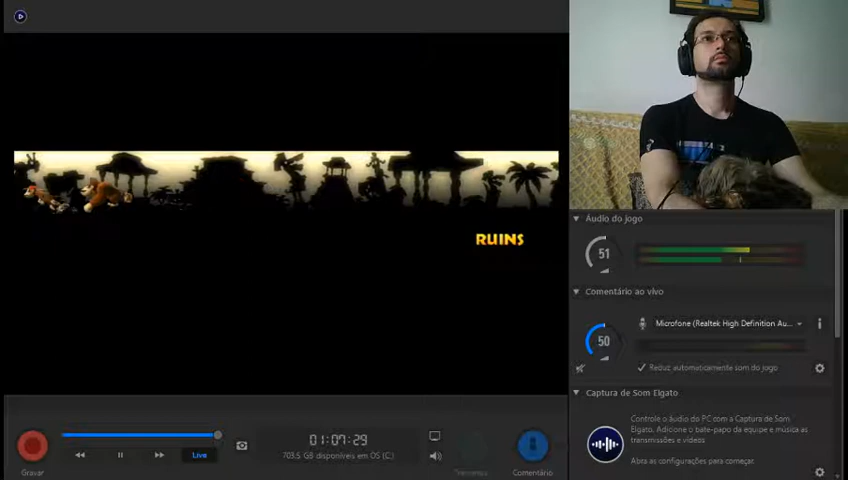 RUINS
Áudio do jogo
51
Comentário ao vivo
Microfone (Realtek High Definition Au...
50
Reduz automaticamente som do jogo
Captura de Som Elgato
Controle o áudio do PC com a Captura de Som
Elgato. Adicione o bate-papo da equipe e músicas às
transmissões e vídeos
Abra as configurações para começar.
01:07:29
703.5 GB disponíveis em OS (C:)
Live
Gravar
Comentário